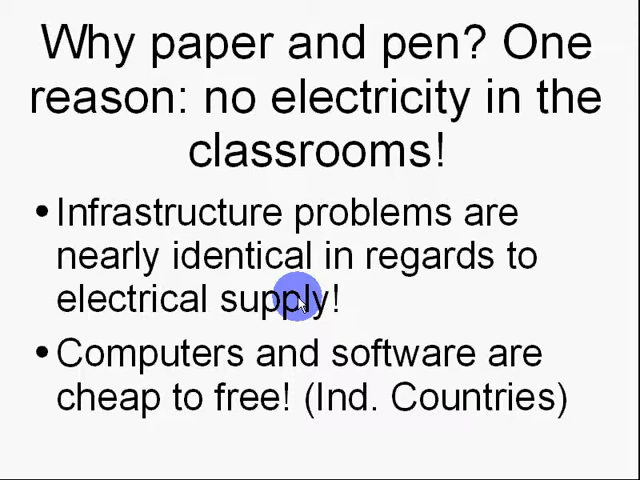 Why paper and pen? One
reason: no electricity in the
classrooms!
• Infrastructure problems are
nearly identical in regards to
electrical supply!
• Computers and software are
cheap to free! (Ind. Countries)